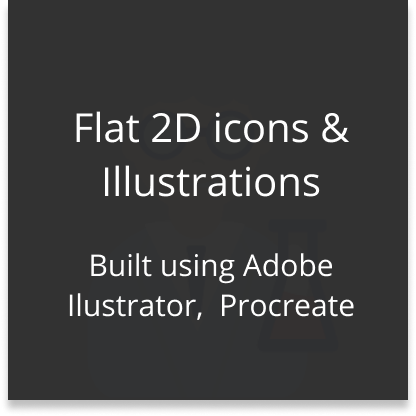 Flat 2D icons &
Illustrations
Built using Adobe
Ilustrator,  Procreate